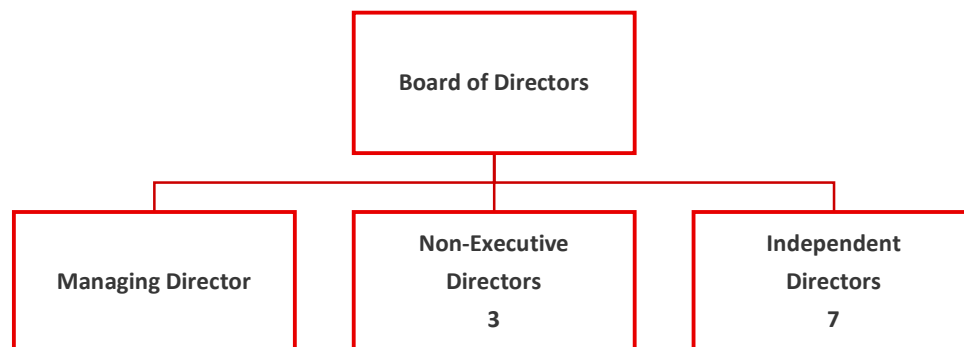 Board of Directors
Managing Director
Non-Executive
Directors
3
Independent
Directors
7